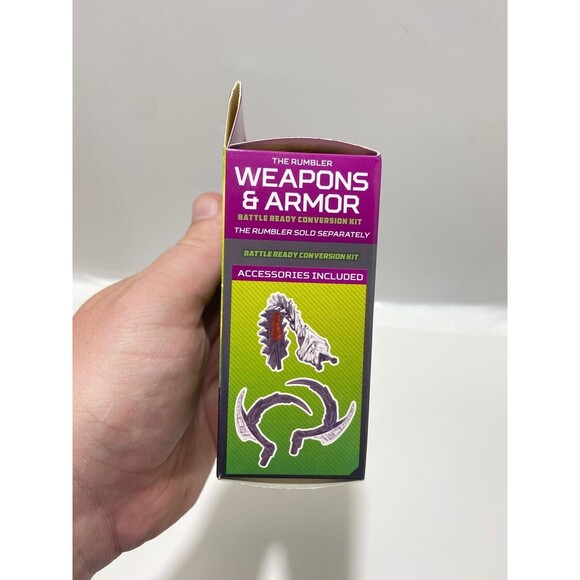 THE RUMBLER
WEAPONS
& ARMOR
BATTLE READY CONVERSION KIT
THE RUMBLER SOLD SEPARATELY
BATTLE READY CONVERSION KIT
ACCESSORIES INCLUDED